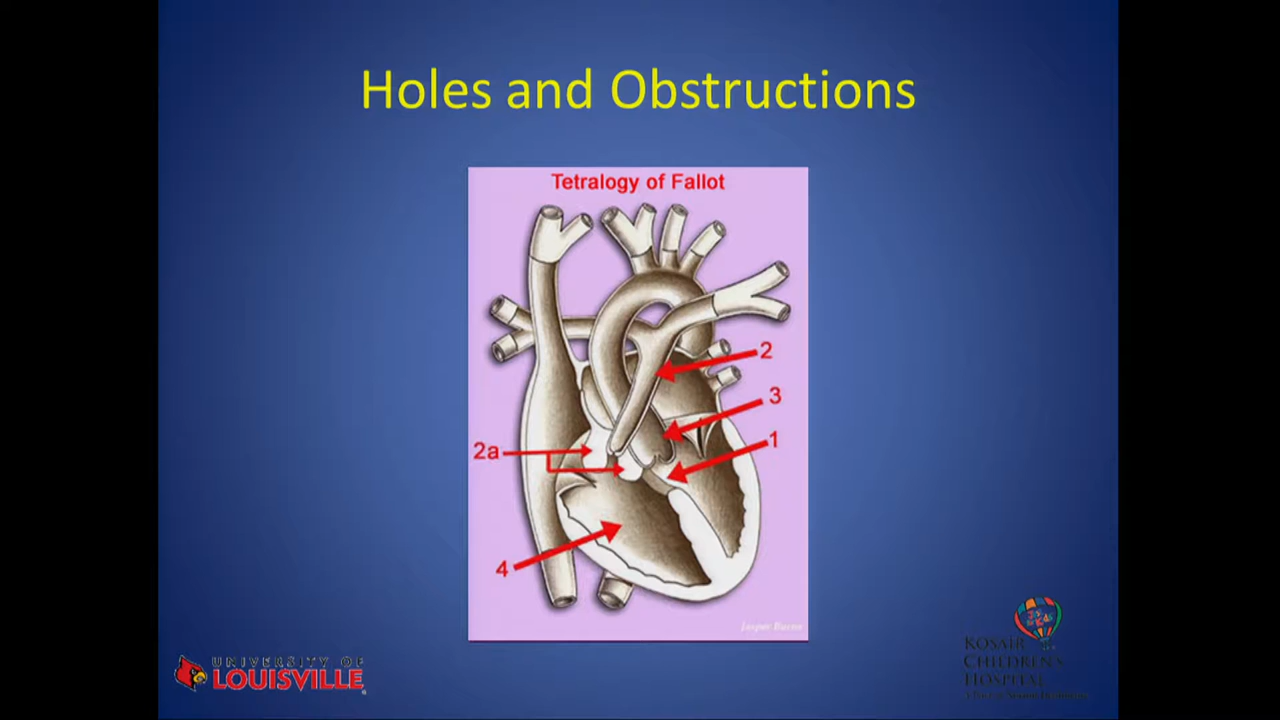 Holes and Obstructions
Tetralogy of Fallot
2
3
1
2a
4
UNIVERSITY OF
LOUISVILLE
KOSAIR
CHILDREN'S
HOSPITAL